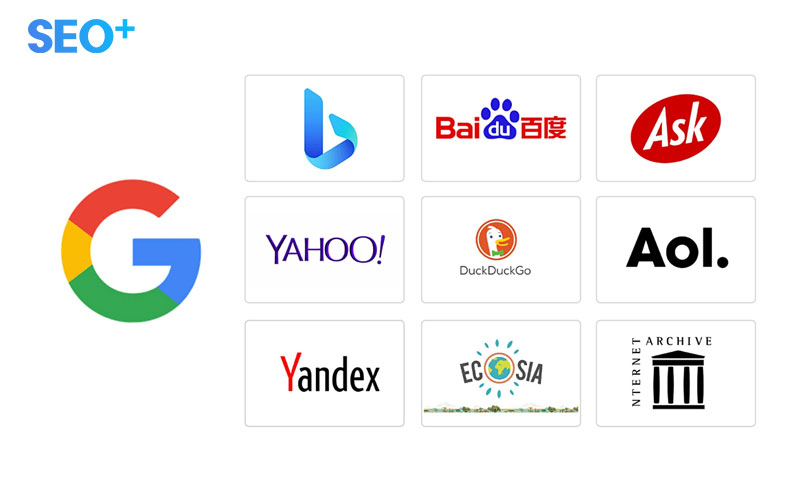 SEO+
Baidu百度
Ask
YAHOO!
DuckDuckGo
Aol.
Yandex
ECOSIA
INTERNET ARCHIVE